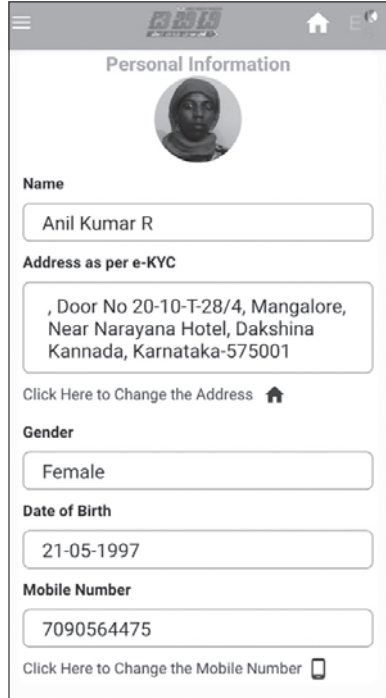 Personal Information
Name
Anil Kumar R
Address as per e-KYC
, Door No 20-10-T-28/4, Mangalore,
Near Narayana Hotel, Dakshina
Kannada, Karnataka-575001
Click Here to Change the Address
Gender
Female
Date of Birth
21-05-1997
Mobile Number
7090564475
Click Here to Change the Mobile Number